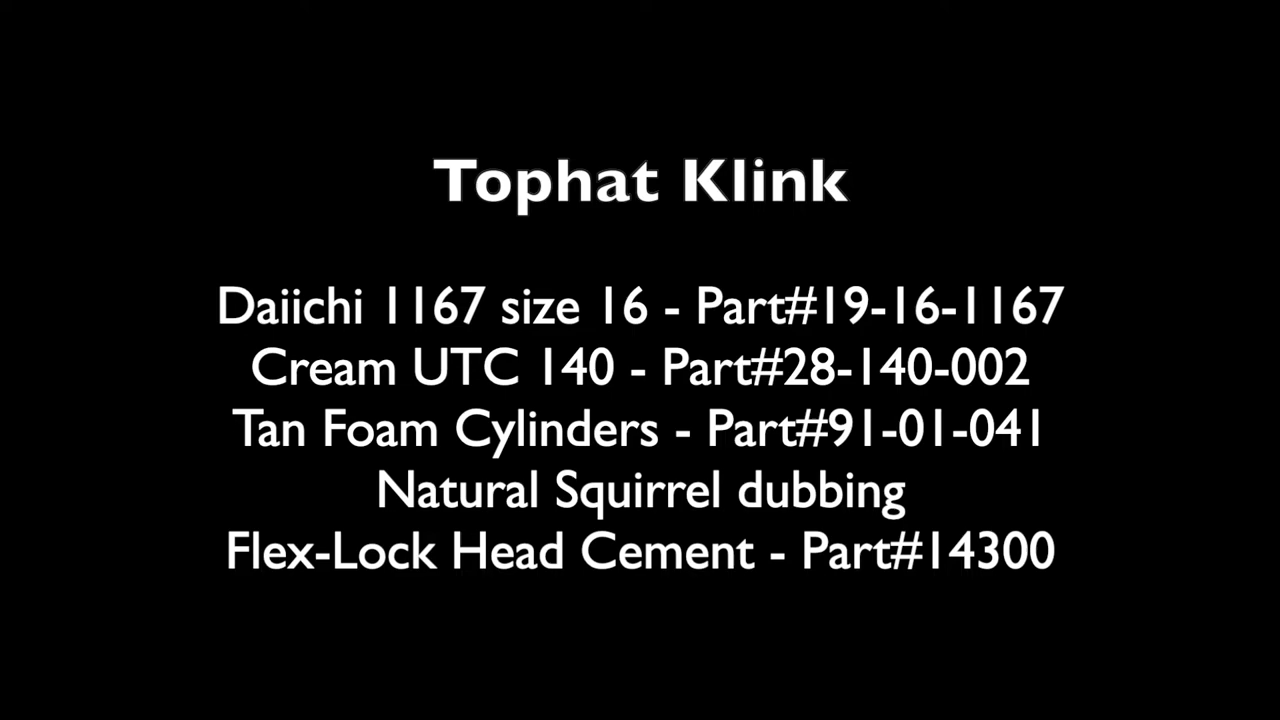 Tophat Klink
Daiichi 1167 size 16 - Part#19-16-1167
Cream UTC 140 - Part#28-140-002
Tan Foam Cylinders - Part#91-01-041
Natural Squirrel dubbing
Flex-Lock Head Cement - Part#14300